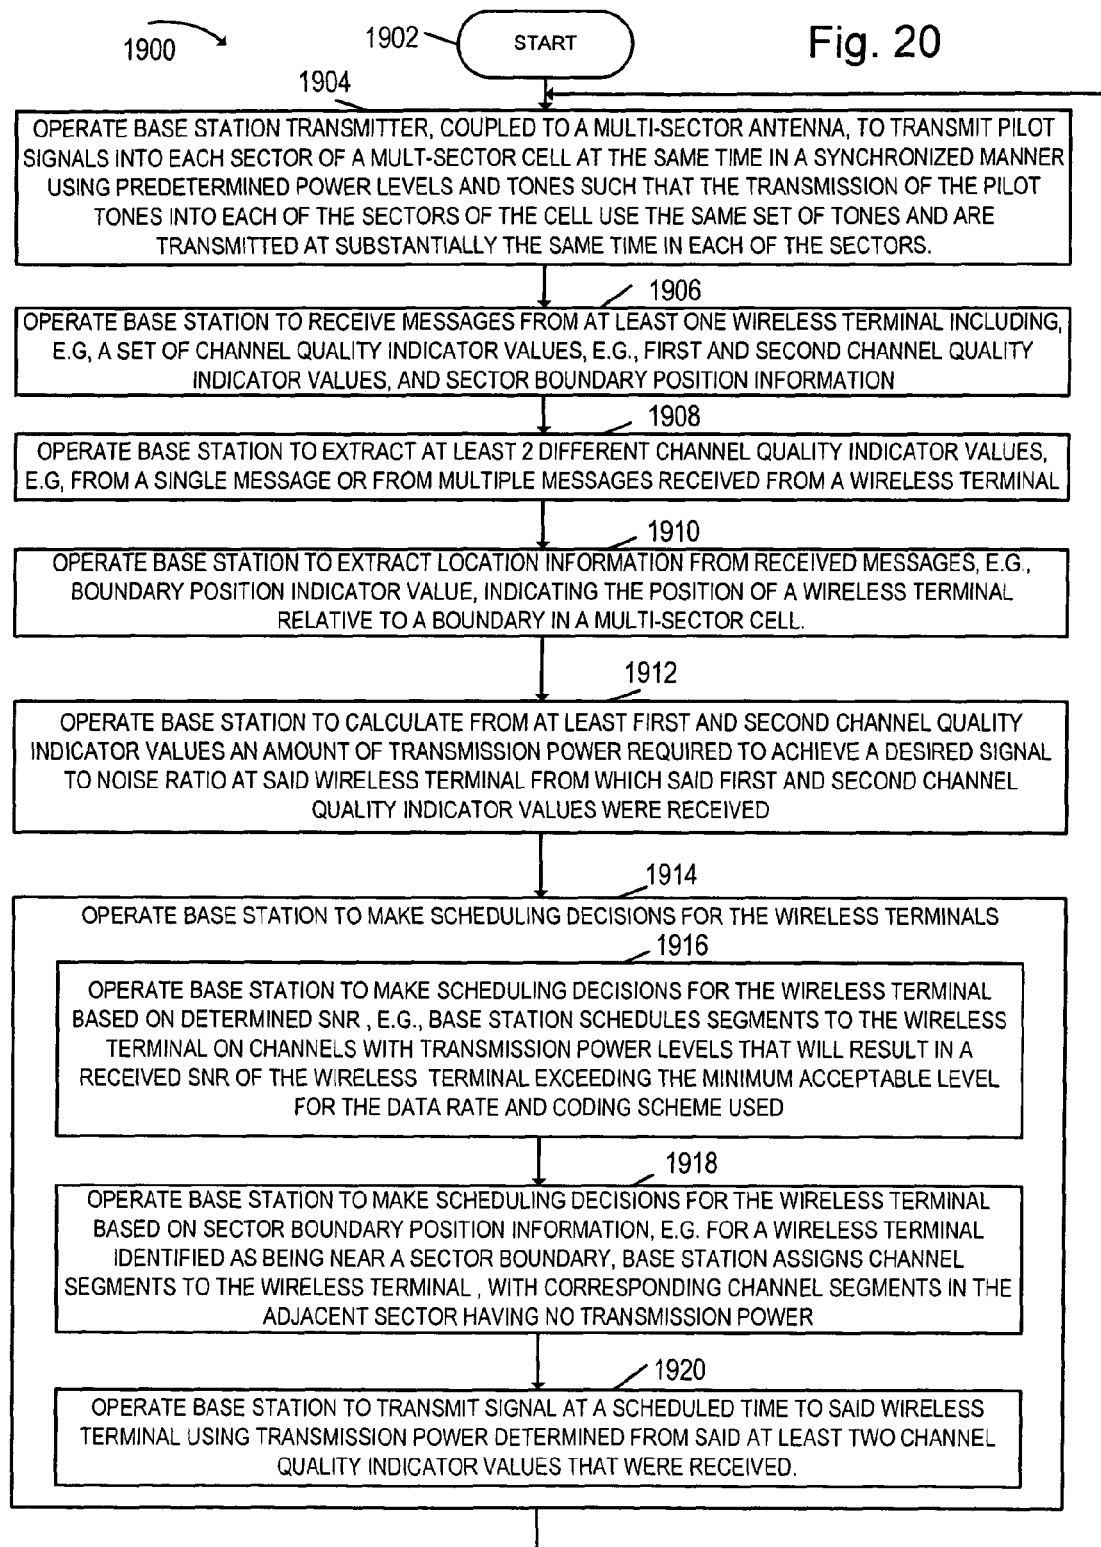 1900
1902
START
Fig. 20
1904
OPERATE BASE STATION TRANSMITTER, COUPLED TO A MULTI-SECTOR ANTENNA, TO TRANSMIT PILOT
SIGNALS INTO EACH SECTOR OF A MULT-SECTOR CELL AT THE SAME TIME IN A SYNCHRONIZED MANNER
USING PREDETERMINED POWER LEVELS AND TONES SUCH THAT THE TRANSMISSION OF THE PILOT
TONES INTO EACH OF THE SECTORS OF THE CELL USE THE SAME SET OF TONES AND ARE
TRANSMITTED AT SUBSTANTIALLY THE SAME TIME IN EACH OF THE SECTORS.
1906
OPERATE BASE STATION TO RECEIVE MESSAGES FROM AT LEAST ONE WIRELESS TERMINAL INCLUDING,
E.G, A SET OF CHANNEL QUALITY INDICATOR VALUES, E.G., FIRST AND SECOND CHANNEL QUALITY
INDICATOR VALUES, AND SECTOR BOUNDARY POSITION INFORMATION
1908
OPERATE BASE STATION TO EXTRACT AT LEAST 2 DIFFERENT CHANNEL QUALITY INDICATOR VALUES,
E.G, FROM A SINGLE MESSAGE OR FROM MULTIPLE MESSAGES RECEIVED FROM A WIRELESS TERMINAL
1910
OPERATE BASE STATION TO EXTRACT LOCATION INFORMATION FROM RECEIVED MESSAGES, E.G.,
BOUNDARY POSITION INDICATOR VALUE, INDICATING THE POSITION OF A WIRELESS TERMINAL
RELATIVE TO A BOUNDARY IN A MULTI-SECTOR CELL.
1912
OPERATE BASE STATION TO CALCULATE FROM AT LEAST FIRST AND SECOND CHANNEL QUALITY
INDICATOR VALUES AN AMOUNT OF TRANSMISSION POWER REQUIRED TO ACHIEVE A DESIRED SIGNAL
TO NOISE RATIO AT SAID WIRELESS TERMINAL FROM WHICH SAID FIRST AND SECOND CHANNEL
QUALITY INDICATOR VALUES WERE RECEIVED
1914
OPERATE BASE STATION TO MAKE SCHEDULING DECISIONS FOR THE WIRELESS TERMINALS
1916
OPERATE BASE STATION TO MAKE SCHEDULING DECISIONS FOR THE WIRELESS TERMINAL
BASED ON DETERMINED SNR , E.G., BASE STATION SCHEDULES SEGMENTS TO THE WIRELESS
TERMINAL ON CHANNELS WITH TRANSMISSION POWER LEVELS THAT WILL RESULT IN A
RECEIVED SNR OF THE WIRELESS TERMINAL EXCEEDING THE MINIMUM ACCEPTABLE LEVEL
FOR THE DATA RATE AND CODING SCHEME USED
1918
OPERATE BASE STATION TO MAKE SCHEDULING DECISIONS FOR THE WIRELESS TERMINAL
BASED ON SECTOR BOUNDARY POSITION INFORMATION, E.G. FOR A WIRELESS TERMINAL
IDENTIFIED AS BEING NEAR A SECTOR BOUNDARY, BASE STATION ASSIGNS CHANNEL
SEGMENTS TO THE WIRELESS TERMINAL , WITH CORRESPONDING CHANNEL SEGMENTS IN THE
ADJACENT SECTOR HAVING NO TRANSMISSION POWER
1920
OPERATE BASE STATION TO TRANSMIT SIGNAL AT A SCHEDULED TIME TO SAID WIRELESS
TERMINAL USING TRANSMISSION POWER DETERMINED FROM SAID AT LEAST TWO CHANNEL
QUALITY INDICATOR VALUES THAT WERE RECEIVED.